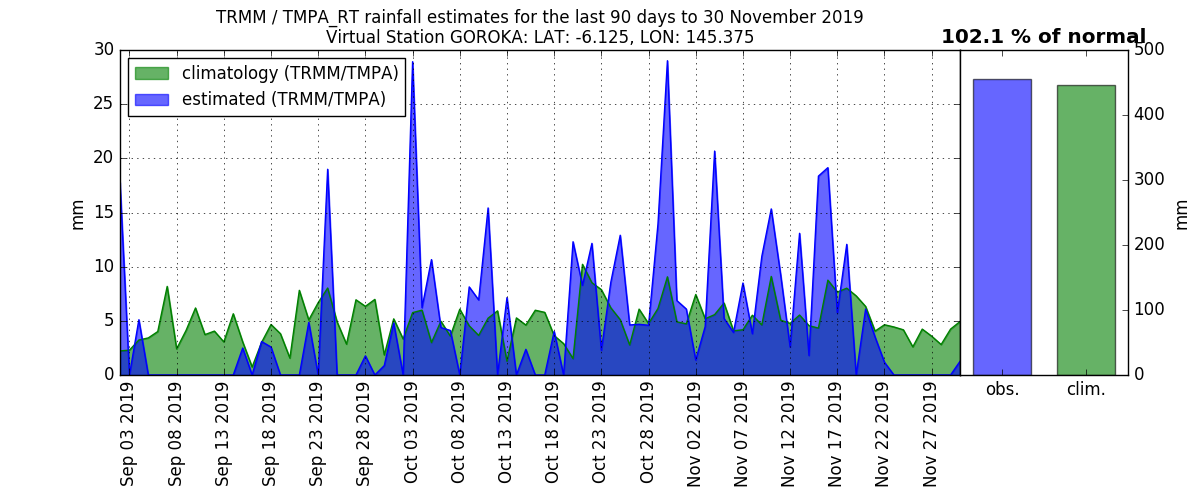 TRMM / TMPA_RT rainfall estimates for the last 90 days to 30 November 2019
Virtual Station GOROKA: LAT: -6.125, LON: 145.375
102.1 % of normal
climatology (TRMM/TMPA)
estimated (TRMM/TMPA)
30
25
20
15
10
5
0
mm
500
400
300
200
100
0
mm
Sep 03 2019
Sep 08 2019
Sep 13 2019
Sep 18 2019
Sep 23 2019
Sep 28 2019
Oct 03 2019
Oct 08 2019
Oct 13 2019
Oct 18 2019
Oct 23 2019
Oct 28 2019
Nov 02 2019
Nov 07 2019
Nov 12 2019
Nov 17 2019
Nov 22 2019
Nov 27 2019
obs.
clim.